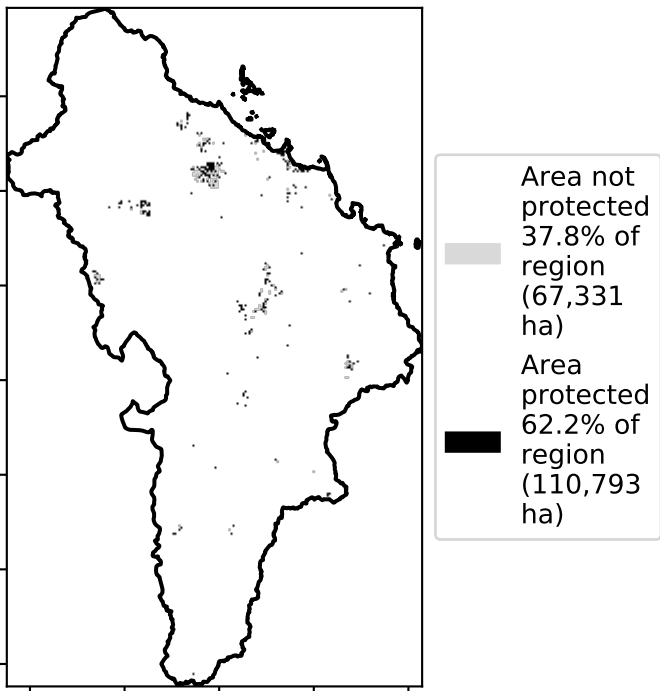 Area not
protected
37.8% of
region
(67,331
ha)
Area
protected
62.2% of
region
(110,793
ha)